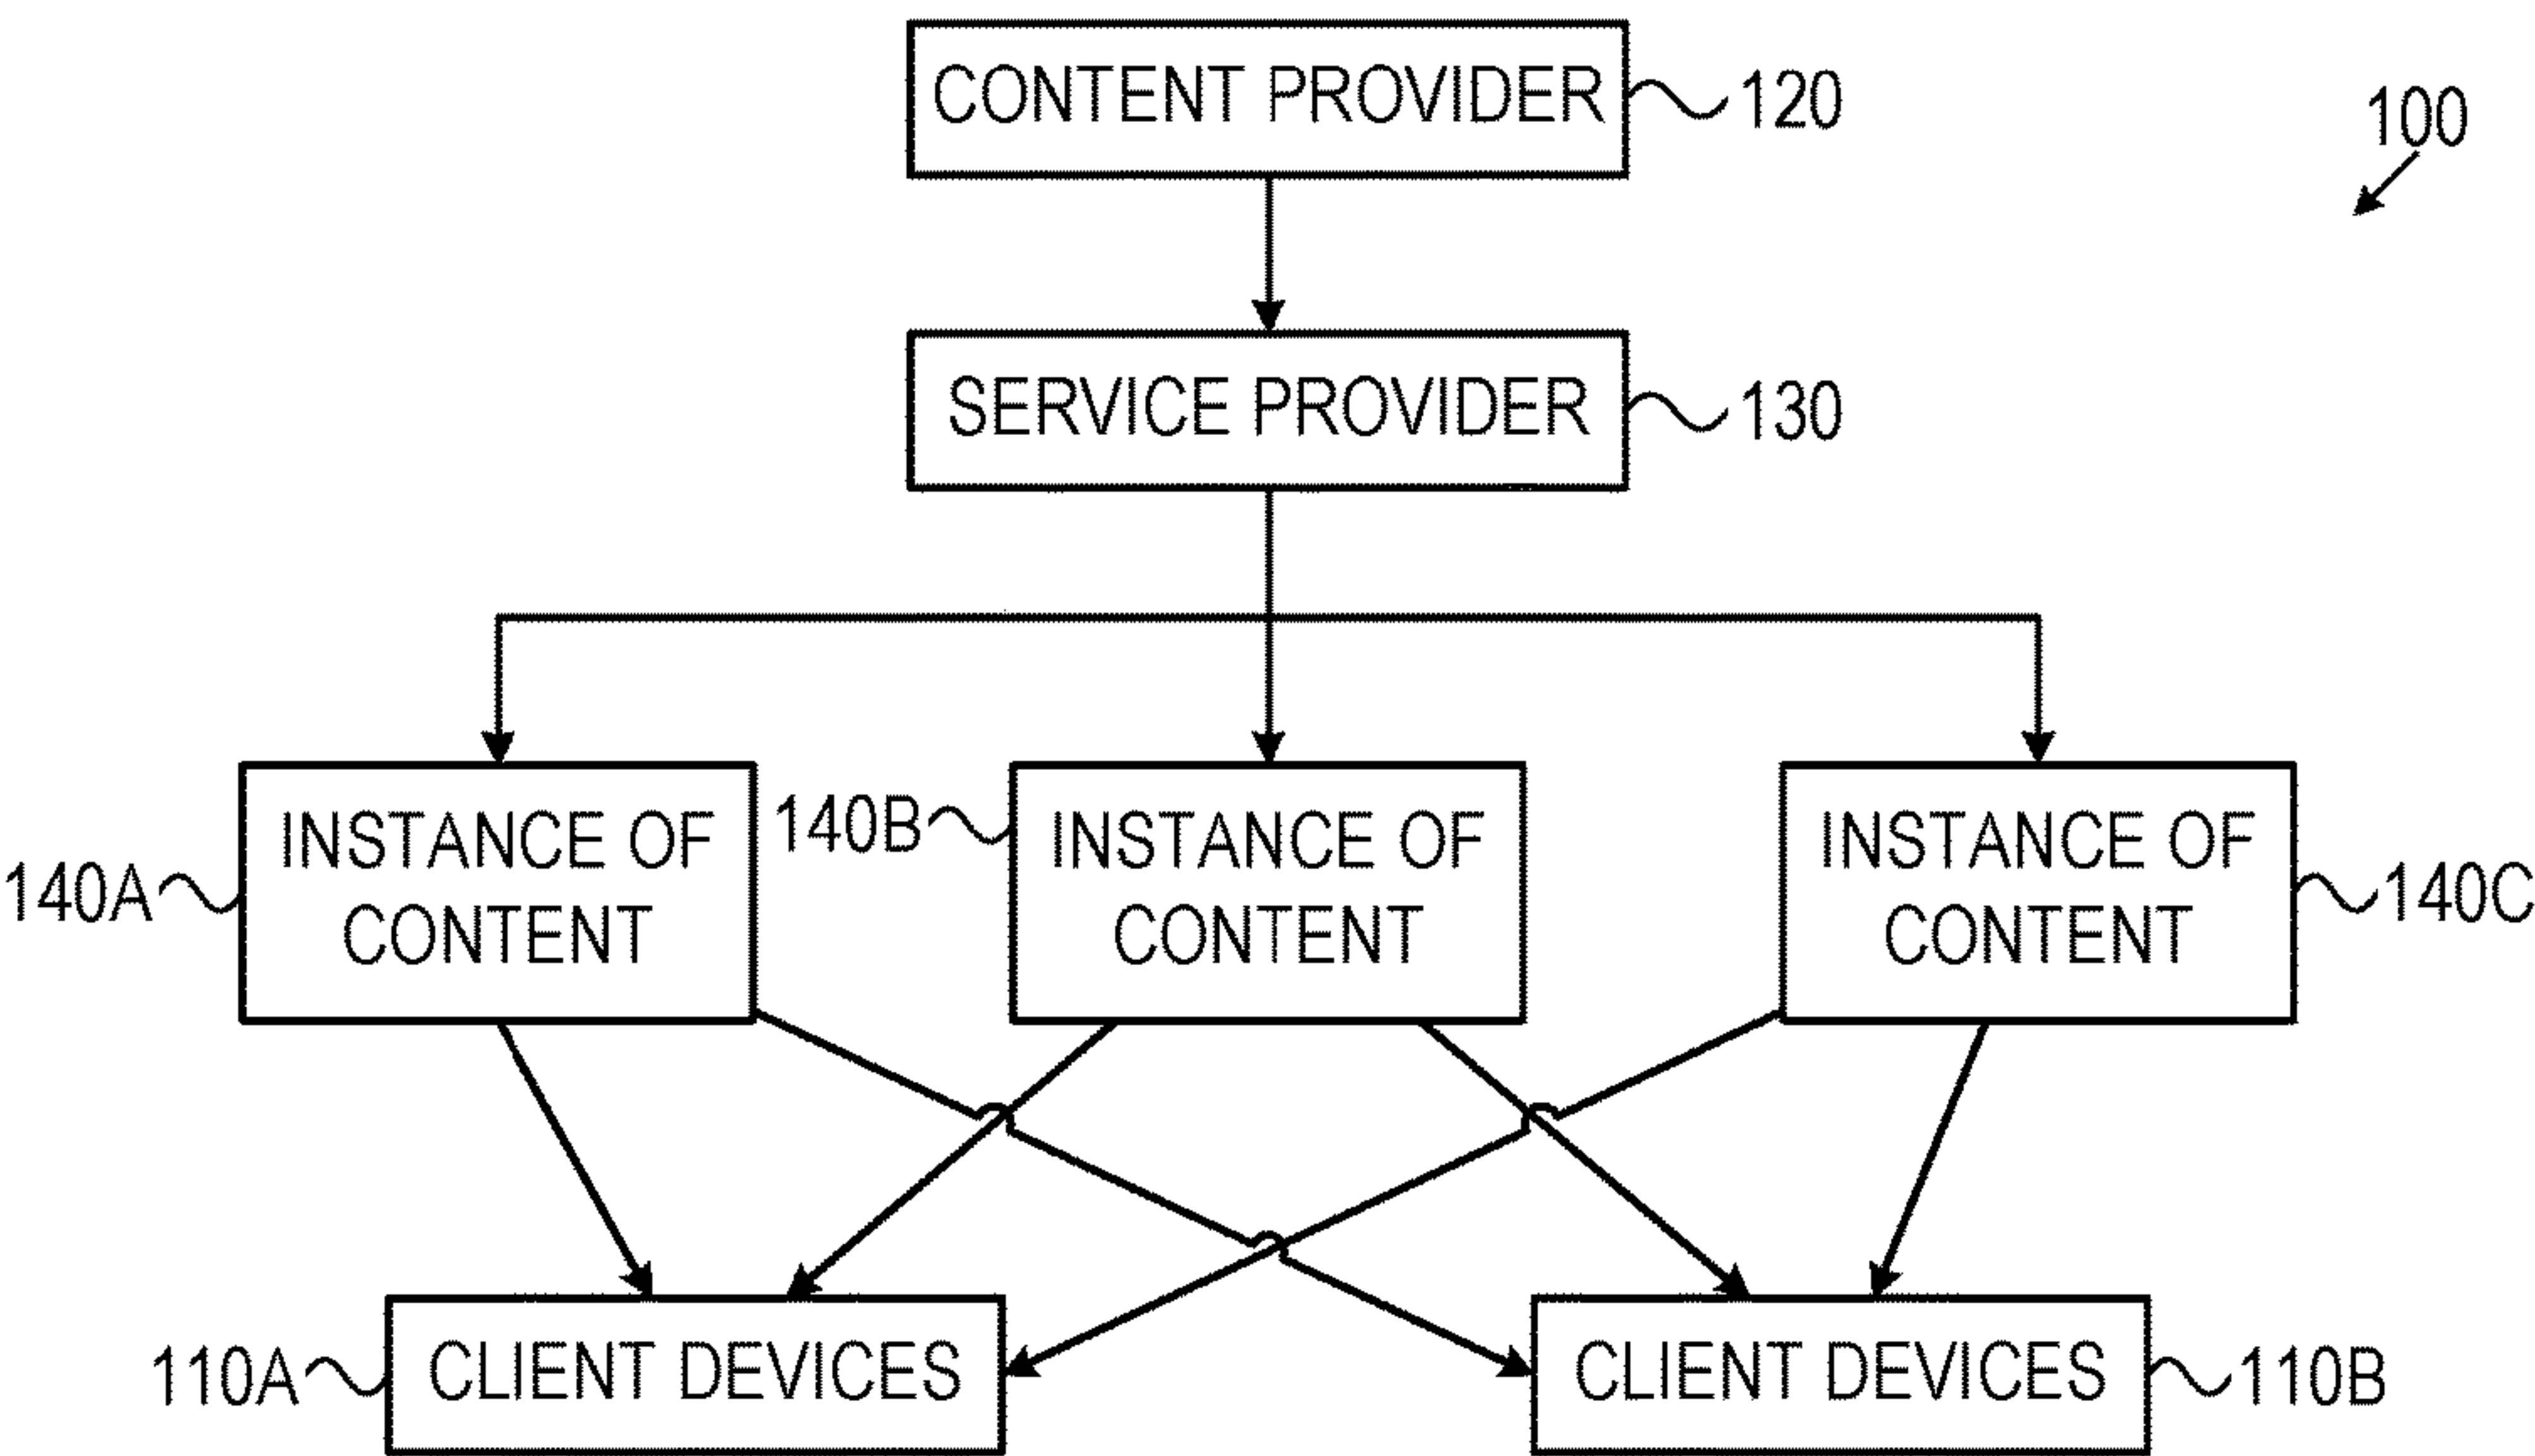 CONTENT PROVIDER 120
100
SERVICE PROVIDER 130
140A
INSTANCE OF
CONTENT
140B
INSTANCE OF
CONTENT
INSTANCE OF
CONTENT
140C
110A CLIENT DEVICES
CLIENT DEVICES 110B